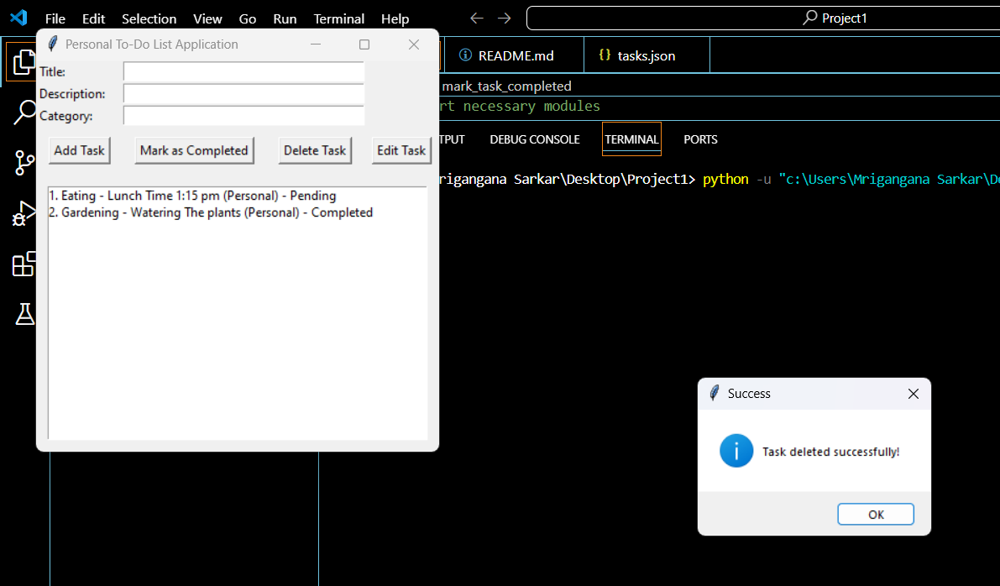 File Edit Selection View Go Run Terminal Help Project1
Personal To-Do List Application
README.md tasks.json
Title:
mark_task_completed
Description:
necessary modules
Category:
DEBUG CONSOLE TERMINAL PORTS
Add Task Mark as Completed Delete Task Edit Task
Sarkar\Desktop\Project1> python -u "c:\Users\Mrigangana Sarkar\De
1. Eating - Lunch Time 1:15 pm (Personal) - Pending
2. Gardening - Watering The plants (Personal) - Completed
Success
Task deleted successfully!
OK